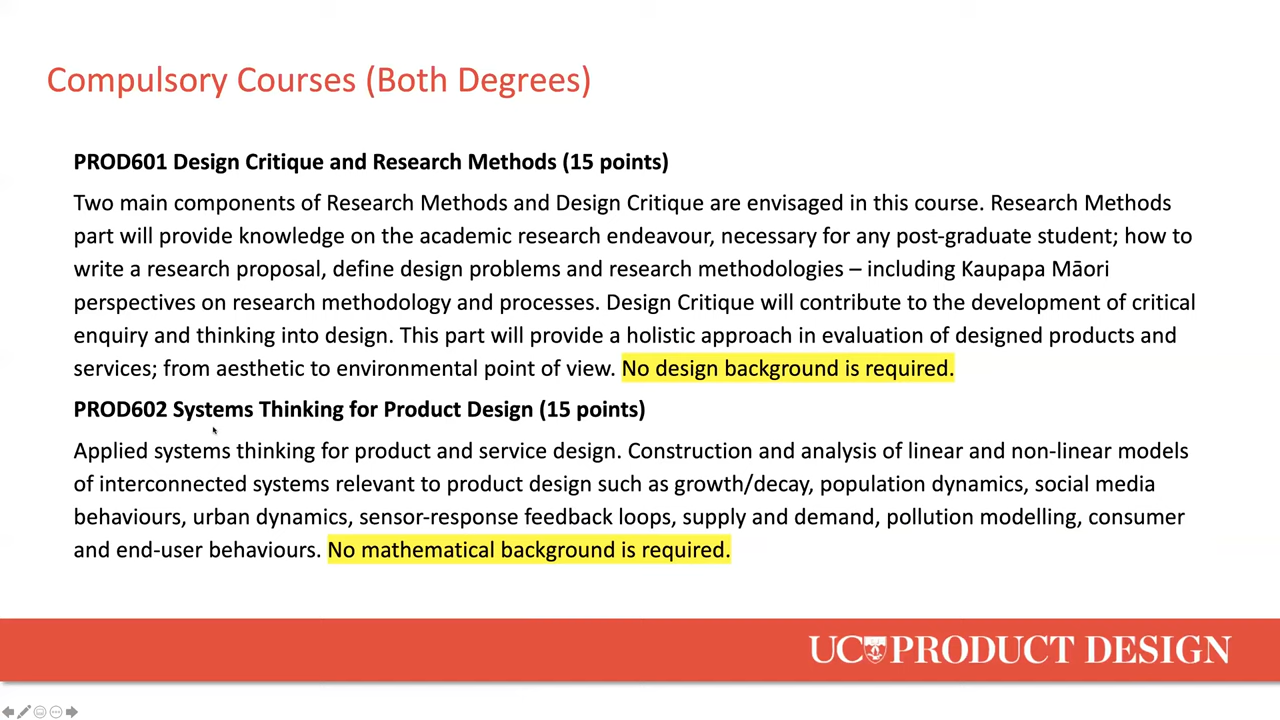 Compulsory Courses (Both Degrees)
PROD601 Design Critique and Research Methods (15 points)
Two main components of Research Methods and Design Critique are envisaged in this course. Research Methods
part will provide knowledge on the academic research endeavour, necessary for any post-graduate student; how to
write a research proposal, define design problems and research methodologies – including Kaupapa Māori
perspectives on research methodology and processes. Design Critique will contribute to the development of critical
enquiry and thinking into design. This part will provide a holistic approach in evaluation of designed products and
services; from aesthetic to environmental point of view. No design background is required.
PROD602 Systems Thinking for Product Design (15 points)
Applied systems thinking for product and service design. Construction and analysis of linear and non-linear models
of interconnected systems relevant to product design such as growth/decay, population dynamics, social media
behaviours, urban dynamics, sensor-response feedback loops, supply and demand, pollution modelling, consumer
and end-user behaviours. No mathematical background is required.
UC PRODUCT DESIGN